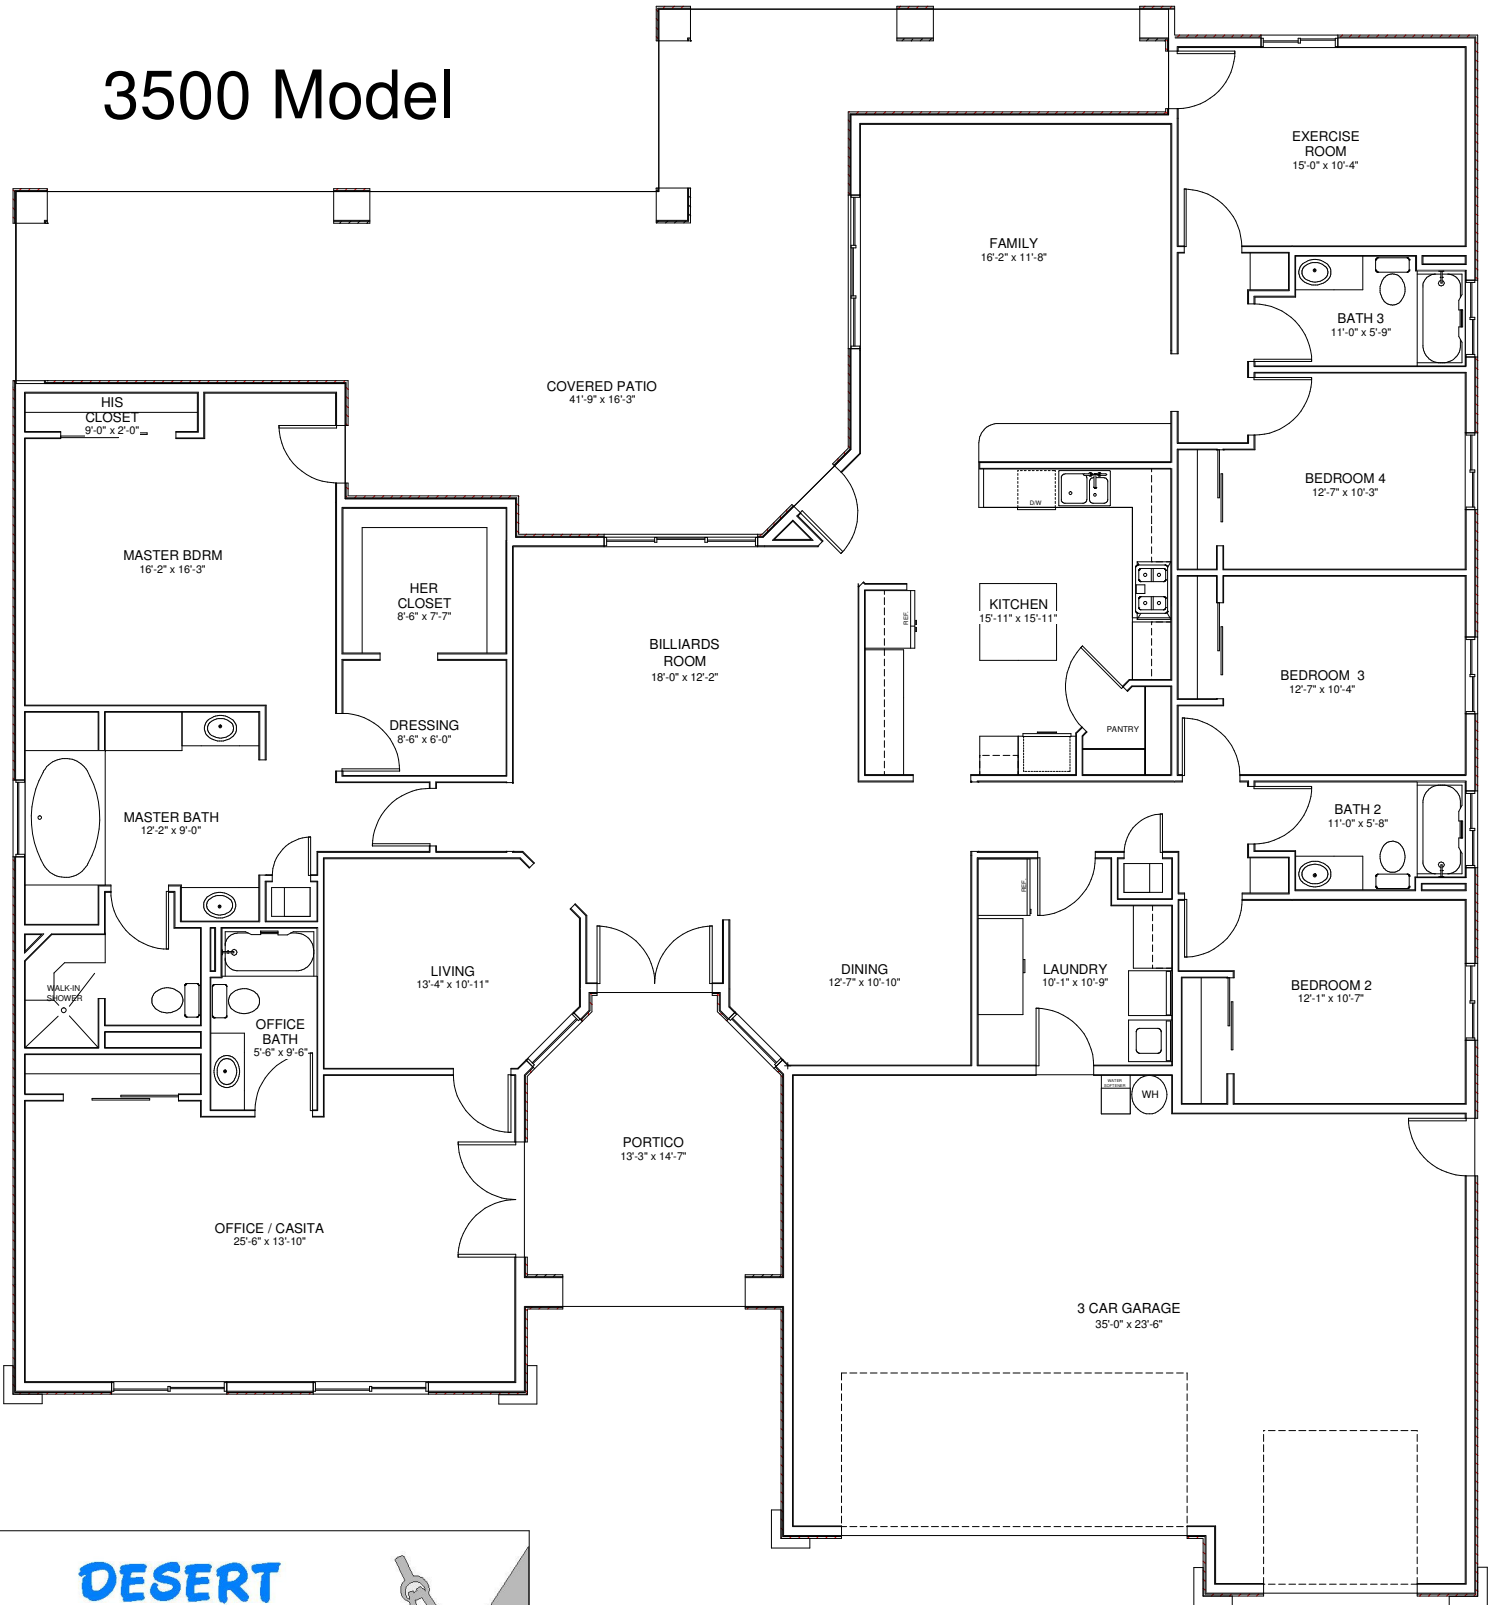 3500 Model
EXERCISE
ROOM
15'-0" x 10'-4"
FAMILY
16'-2" x 11'-8"
BATH 3
11'-0" x 5'-9"
COVERED PATIO
41'-9" x 16'-3"
HIS
CLOSET
9'-0" x 2'-0"
BEDROOM 4
12'-7" x 10'-3"
D/W
MASTER BDRM
16'-2" x 16'-3"
HER
CLOSET
8'-6" x 7'-7"
REF.
KITCHEN
15'-11" x 15'-11"
BILLIARDS
ROOM
18'-0" x 12'-2"
BEDROOM 3
12'-7" x 10'-4"
DRESSING
8'-6" x 6'-0"
PANTRY
MASTER BATH
12'-2" x 9'-0"
BATH 2
11'-0" x 5'-8"
REF.
LIVING
13'-4" x 10'-11"
DINING
12'-7" x 10'-10"
LAUNDRY
10'-1" x 10'-9"
WALK-IN
SHOWER
BEDROOM 2
12'-1" x 10'-7"
OFFICE
BATH
5'-6" x 9'-6"
WATER
SOFTENER
WH
PORTICO
13'-3" x 14'-7"
OFFICE / CASITA
25'-6" x 13'-10"
3 CAR GARAGE
35'-0" x 23'-6"
DESERT